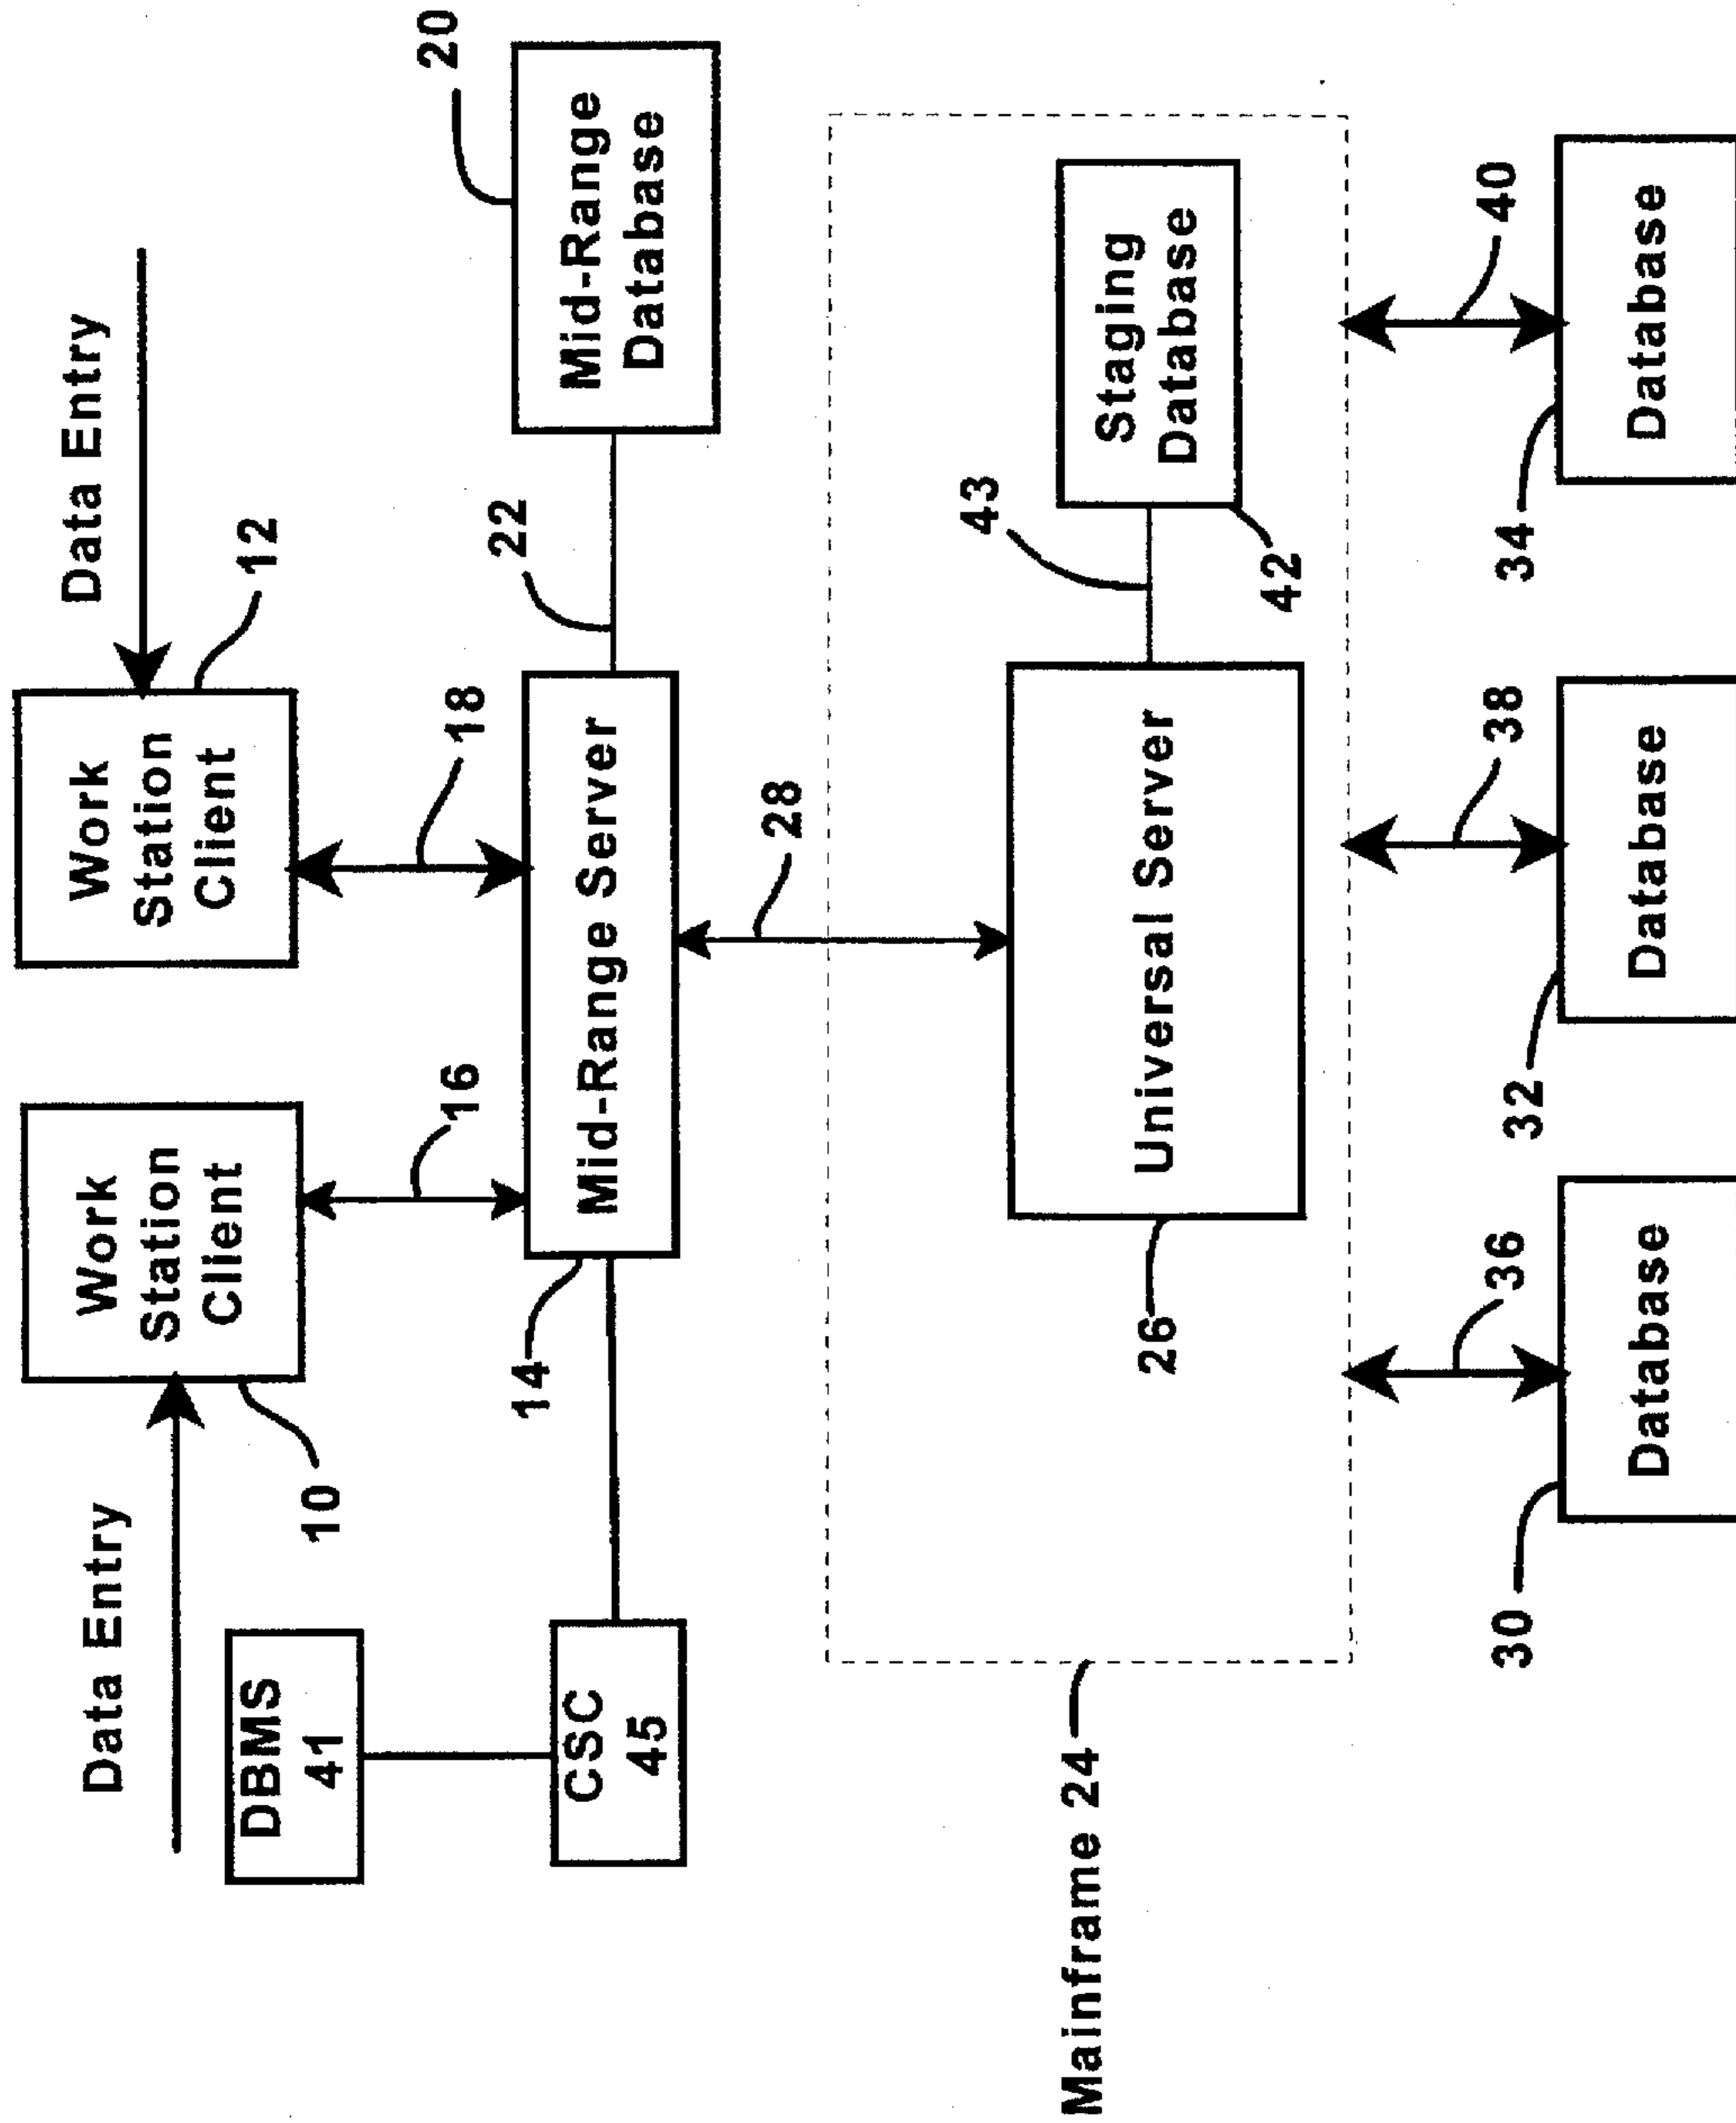 Data Entry
Data Entry
Work
Station
Client
10
Work
Station
Client
12
DBMS
41
16
18
20
CSC
45
14
Mid-Range Server
22
Mid-Range
Database
28
Mainframe 24
26
Universal Server
43
Staging
Database
42
36
38
40
30
32
34
Database
Database
Database